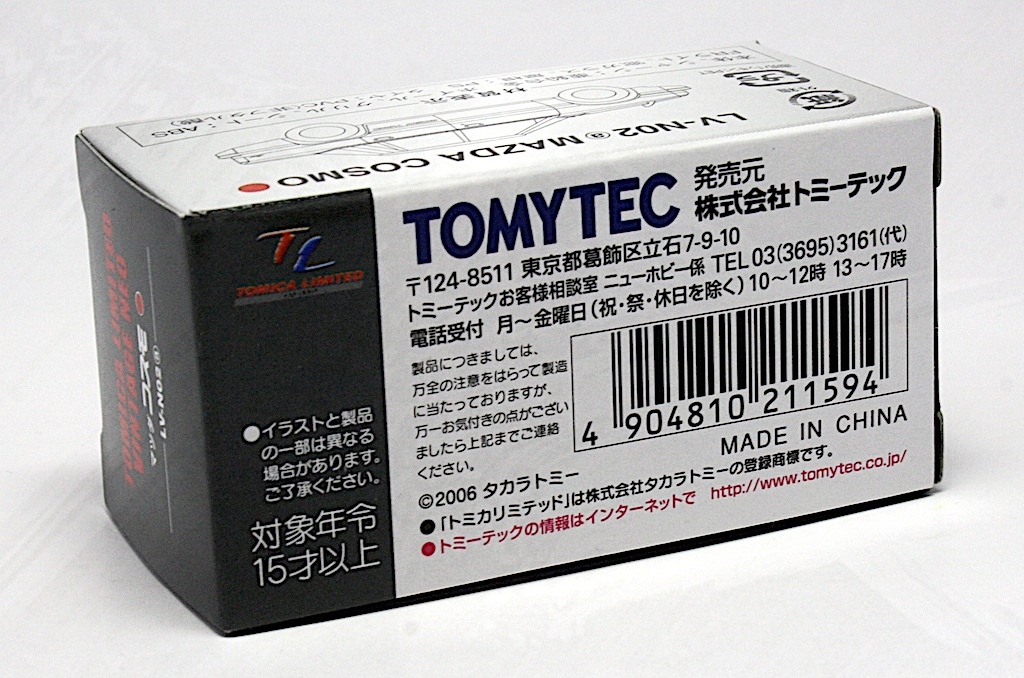 LV-N02ⓐ MAZDA COSMO
TOMICA LIMITED
●イラストと製品
の一部は異なる
場合があります。
ご了承ください。
対象年令
15才以上
TOMYTEC
発売元
株式会社トミーテック
〒124-8511 東京都葛飾区立石7-9-10
トミーテックお客様相談室 ニューホビー係 TEL 03(3695)3161(代)
電話受付 月〜金曜日(祝・祭・休日を除く) 10〜12時 13〜17時
製品につきましては、
万全の注意をはらって製造
に当たっておりますが、
万一お気付きの点がござい
ましたら上記までご連絡
ください。
4 904810 211594
MADE IN CHINA
©2006 タカラトミー
●「トミカリミテッド」は株式会社タカラトミーの登録商標です。
●トミーテックの情報はインターネットで http://www.tomytec.co.jp/